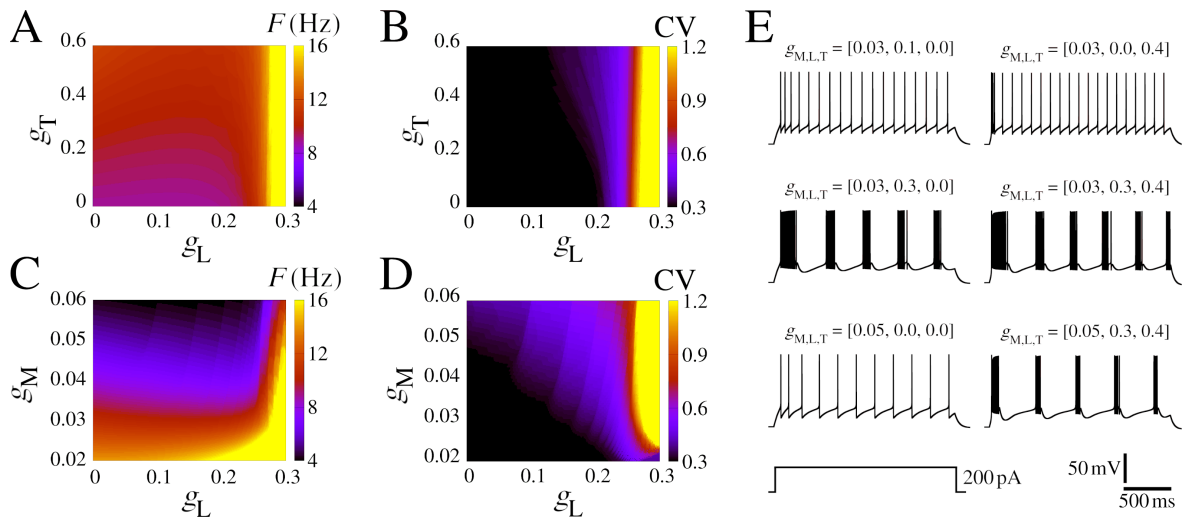 A
F (Hz)
0.6
0.4
0.2
0
g_T
0
0.1
0.2
0.3
g_L
16
12
8
4
B
CV
0.6
0.4
0.2
0
g_T
0
0.1
0.2
0.3
g_L
1.2
0.9
0.6
0.3
C
F (Hz)
0.06
0.05
0.04
0.03
0.02
g_M
0
0.1
0.2
0.3
g_L
16
12
8
4
D
CV
0.06
0.05
0.04
0.03
0.02
g_M
0
0.1
0.2
0.3
g_L
1.2
0.9
0.6
0.3
E
g_M,L,T = [0.03, 0.1, 0.0]
g_M,L,T = [0.03, 0.0, 0.4]
g_M,L,T = [0.03, 0.3, 0.0]
g_M,L,T = [0.03, 0.3, 0.4]
g_M,L,T = [0.05, 0.0, 0.0]
g_M,L,T = [0.05, 0.3, 0.4]
200 pA
50 mV
500 ms